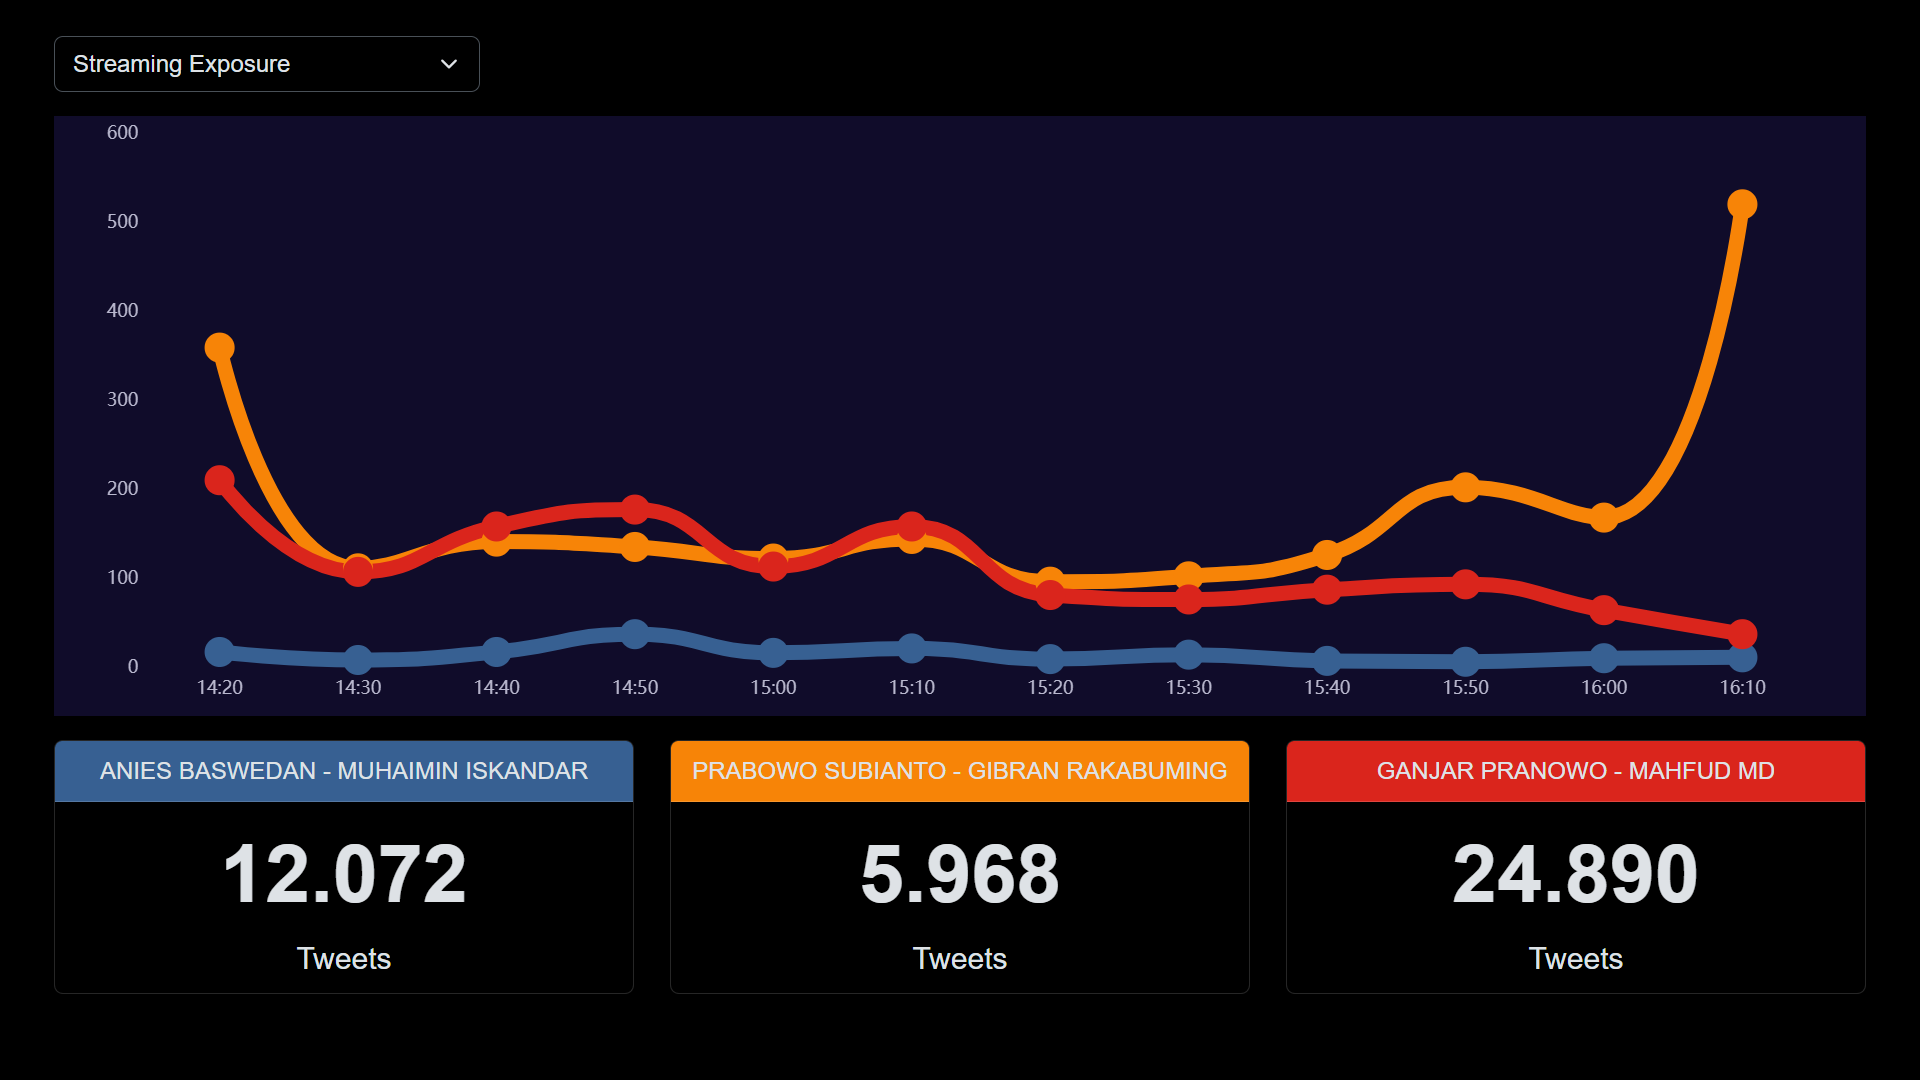 Streaming Exposure
600
500
400
300
200
100
0
14:20 14:30 14:40 14:50 15:00 15:10 15:20 15:30 15:40 15:50 16:00 16:10
ANIES BASWEDAN - MUHAIMIN ISKANDAR
12.072
Tweets
PRABOWO SUBIANTO - GIBRAN RAKABUMING
5.968
Tweets
GANJAR PRANOWO - MAHFUD MD
24.890
Tweets